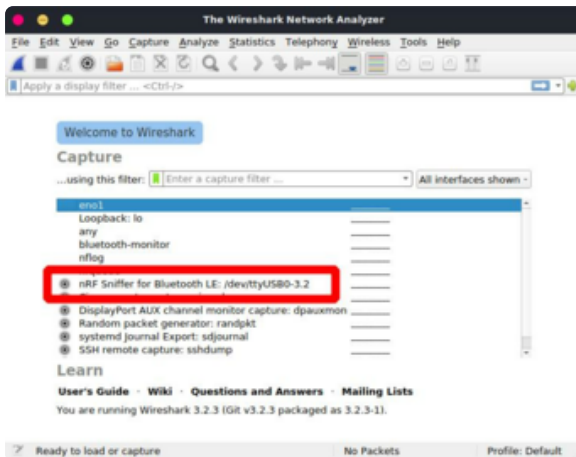 The Wireshark Network Analyzer
File Edit View Go Capture Analyze Statistics Telephony Wireless Tools Help
Apply a display filter ... <Ctrl-/>
Welcome to Wireshark
Capture
...using this filter: Enter a capture filter ... All interfaces shown
eno1
Loopback: lo
any
bluetooth-monitor
nflog
nRF Sniffer for Bluetooth LE: /dev/ttyUSB0-3.2
DisplayPort AUX channel monitor capture: dpauxmon
Random packet generator: randpkt
systemd Journal Export: sdjournal
SSH remote capture: sshdump
Learn
User's Guide · Wiki · Questions and Answers · Mailing Lists
You are running Wireshark 3.2.3 (Git v3.2.3 packaged as 3.2.3-1).
Ready to load or capture No Packets Profile: Default